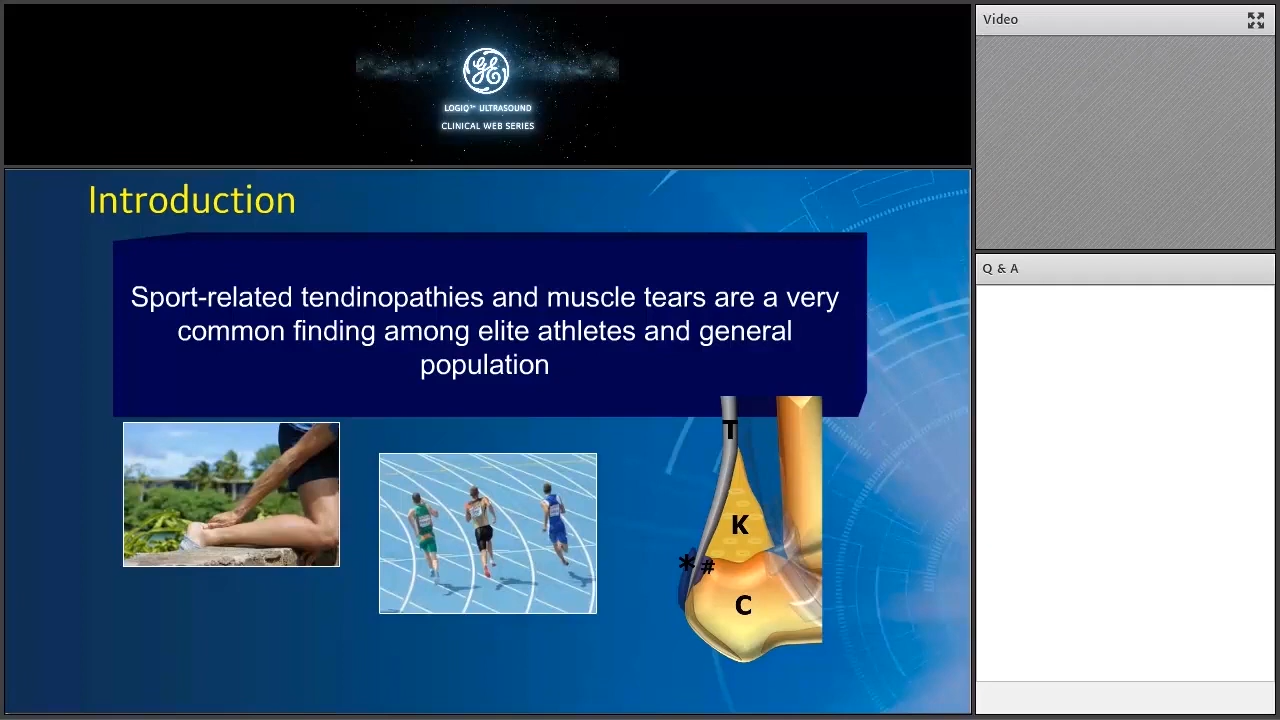 LOGIQ™ ULTRASOUND
CLINICAL WEB SERIES
Video
Q & A
Introduction
Sport-related tendinopathies and muscle tears are a very
common finding among elite athletes and general
population
T
K
* #
C